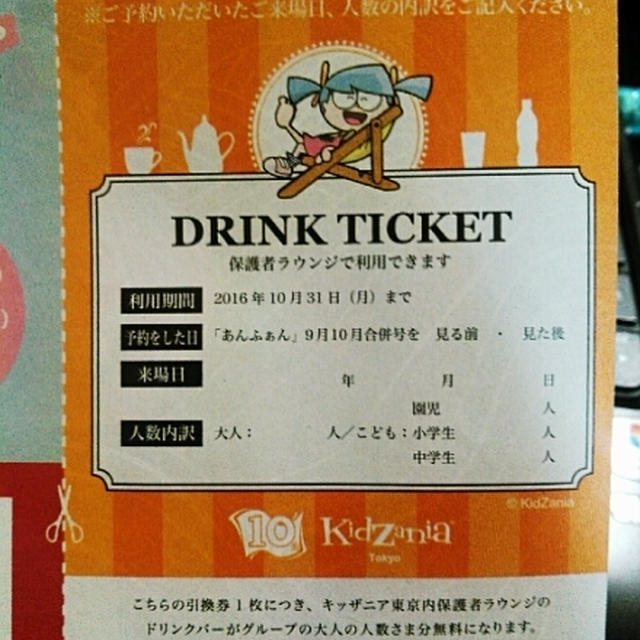 ※ご予約いただいたご来場日、人数の内訳をご記入ください。
DRINK TICKET
保護者ラウンジで利用できます
利用期間 2016年10月31日（月）まで
予約をした日 「あんふぁん」9月10月合併号を 見る前 ・ 見た後
来場日 年 月 日
園児 人
人数内訳 大人： 人／こども：小学生 人
中学生 人
© KidZania
10 KidZania
Tokyo
こちらの引換券1枚につき、キッザニア東京内保護者ラウンジの
ドリンクバーがグループの大人の人数さま分無料になります。